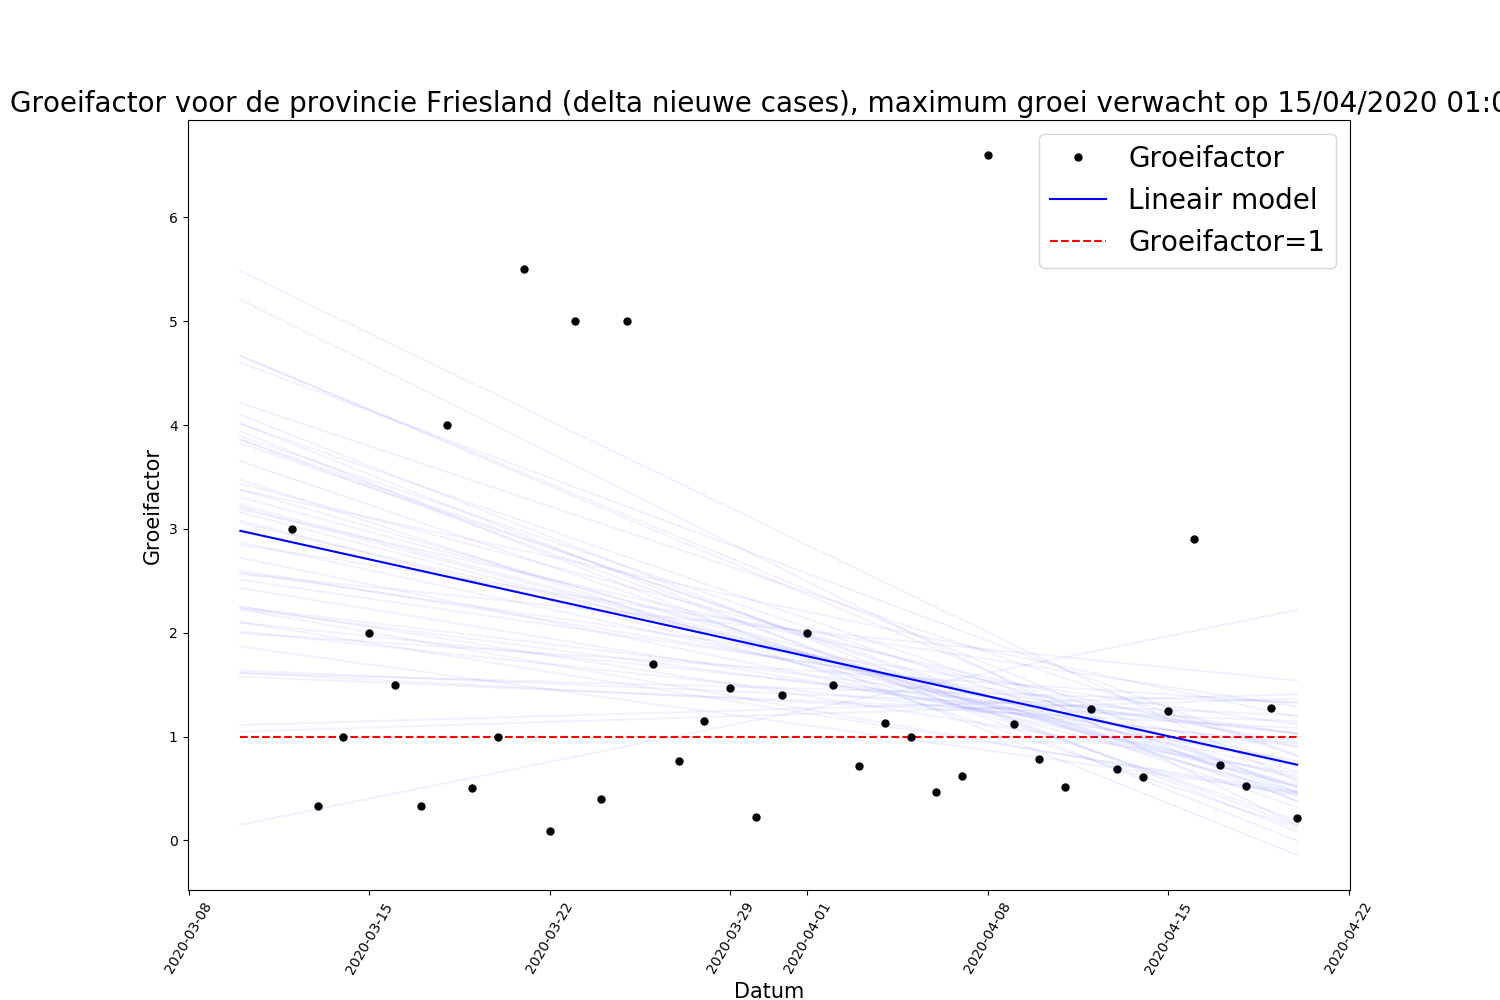 Groeifactor voor de provincie Friesland (delta nieuwe cases), maximum groei verwacht op 15/04/2020 01:0
Groeifactor
Lineair model
Groeifactor=1
6
5
4
3
2
1
0
Groeifactor
2020-03-08
2020-03-15
2020-03-22
2020-03-29
2020-04-01
2020-04-08
2020-04-15
2020-04-22
Datum